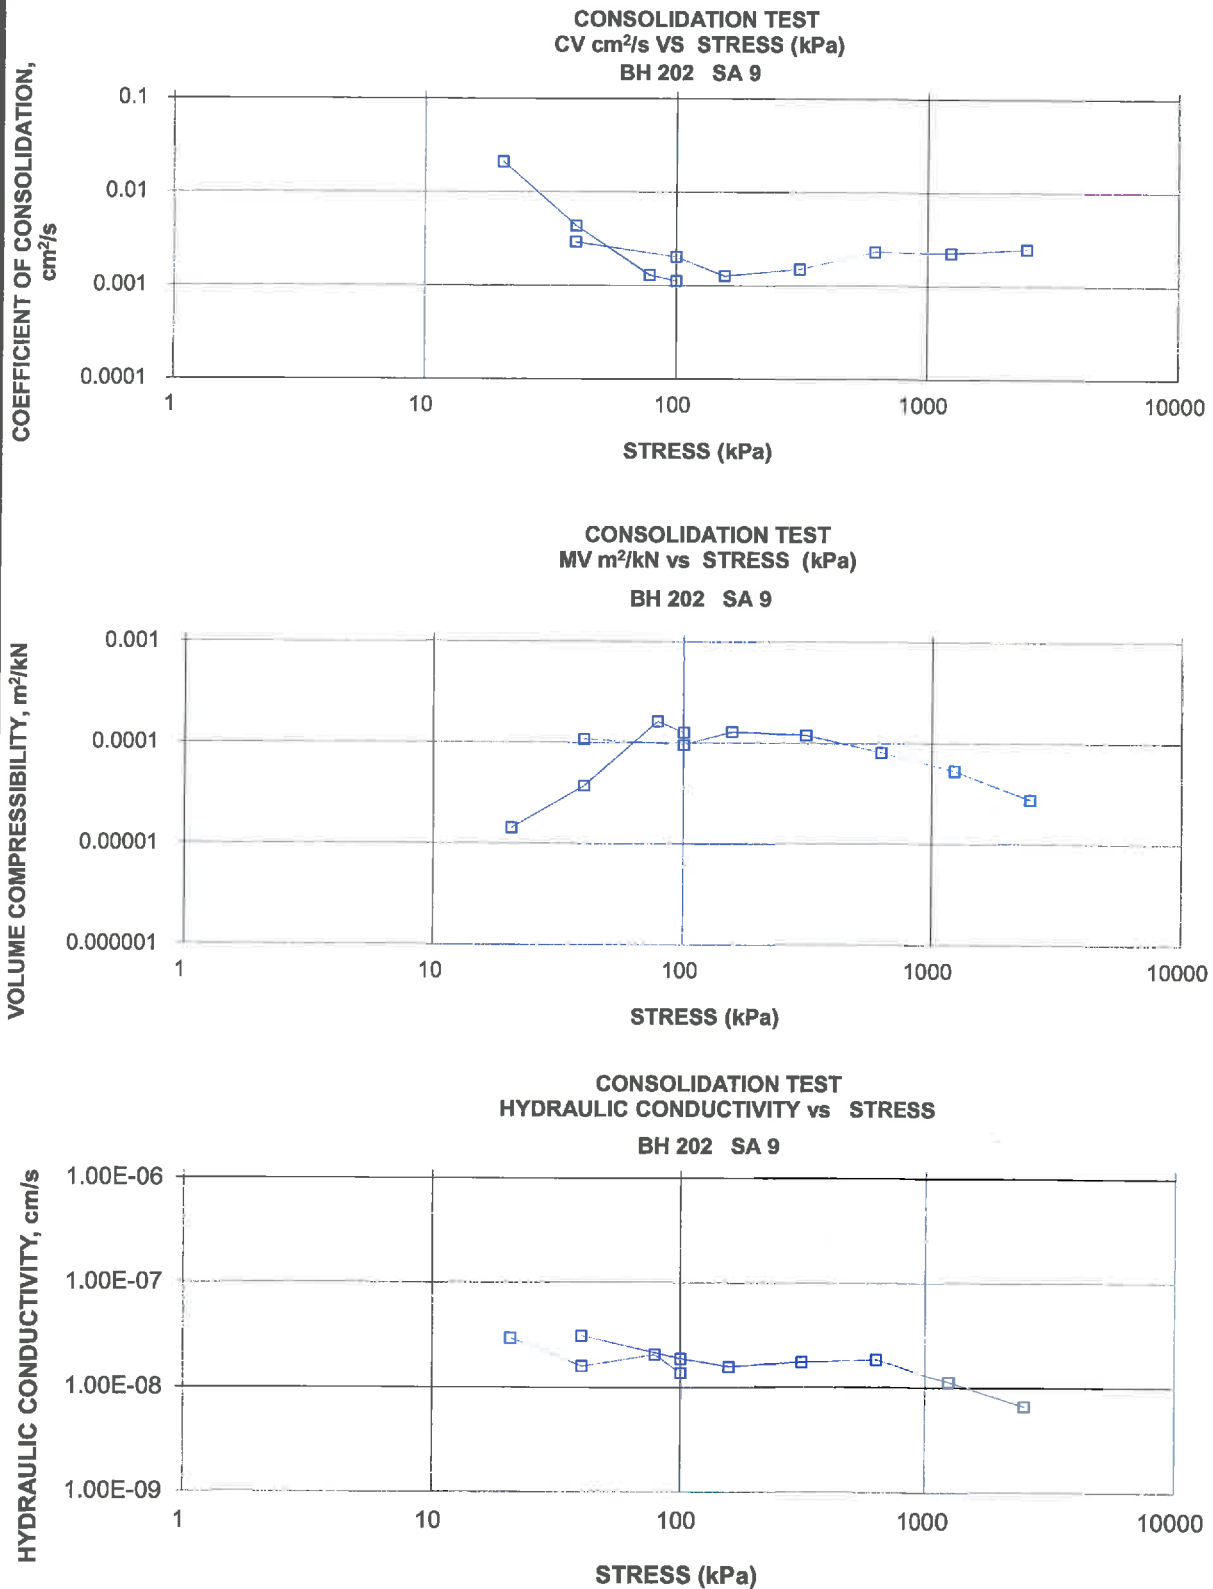 CONSOLIDATION TEST
CV cm²/s VS STRESS (kPa)
BH 202 SA 9
COEFFICIENT OF CONSOLIDATION,
cm²/s
0.1
0.01
0.001
0.0001
1 10 100 1000 10000
STRESS (kPa)
CONSOLIDATION TEST
MV m²/kN vs STRESS (kPa)
BH 202 SA 9
VOLUME COMPRESSIBILITY, m²/kN
0.001
0.0001
0.00001
0.000001
1 10 100 1000 10000
STRESS (kPa)
CONSOLIDATION TEST
HYDRAULIC CONDUCTIVITY vs STRESS
BH 202 SA 9
HYDRAULIC CONDUCTIVITY, cm/s
1.00E-06
1.00E-07
1.00E-08
1.00E-09
1 10 100 1000 10000
STRESS (kPa)